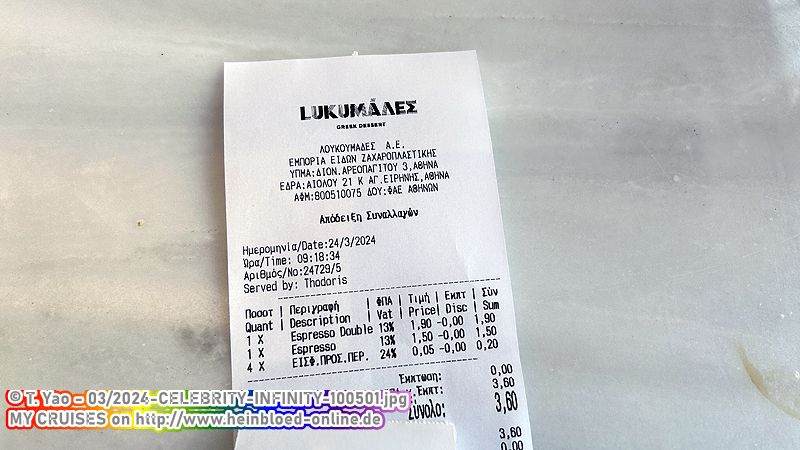 LUKUMΆΛΕΣ
GREEK DESSERT
ΛΟΥΚΟΥΜΑΔΕΣ Α.Ε.
ΕΜΠΟΡΙΑ ΕΙΔΩΝ ΖΑΧΑΡΟΠΛΑΣΤΙΚΗΣ
ΥΠΜΑ:ΔΙΟΝ.ΑΡΕΟΠΑΓΙΤΟΥ 3,ΑΘΗΝΑ
ΕΔΡΑ:ΑΙΟΛΟΥ 21 Κ ΑΓ.ΕΙΡΗΝΗΣ,ΑΘΗΝΑ
ΑΦΜ:800510075 ΔΟΥ:ΦΑΕ ΑΘΗΝΩΝ
Απόδειξη Συναλλαγών
Ημερομηνία/Date:24/3/2024
Ώρα/Time: 09:18:34
Αριθμός/No:24729/5
Served by: Thodoris
Ποσοτ | Περιγραφή | ΦΠΑ | Τιμή | Εκπτ | Σύν
Quant | Description | Vat | Price| Disc | Sum
1 X Espresso Double 13% 1,90 -0,00 1,90
1 X Espresso 13% 1,50 -0,00 1,50
4 X ΕΙΣΦ.ΠΡΟΣ.ΠΕΡ. 24% 0,05 -0,00 0,20
Έκπτωση: 0,00
Έκπτ: 3,60
Σύνολο: 3,60
3,60
0,00
© T. Yao - 03/2024-CELEBRITY-INFINITY-100501.jpg
MY CRUISES on http://www.heinbloed-online.de